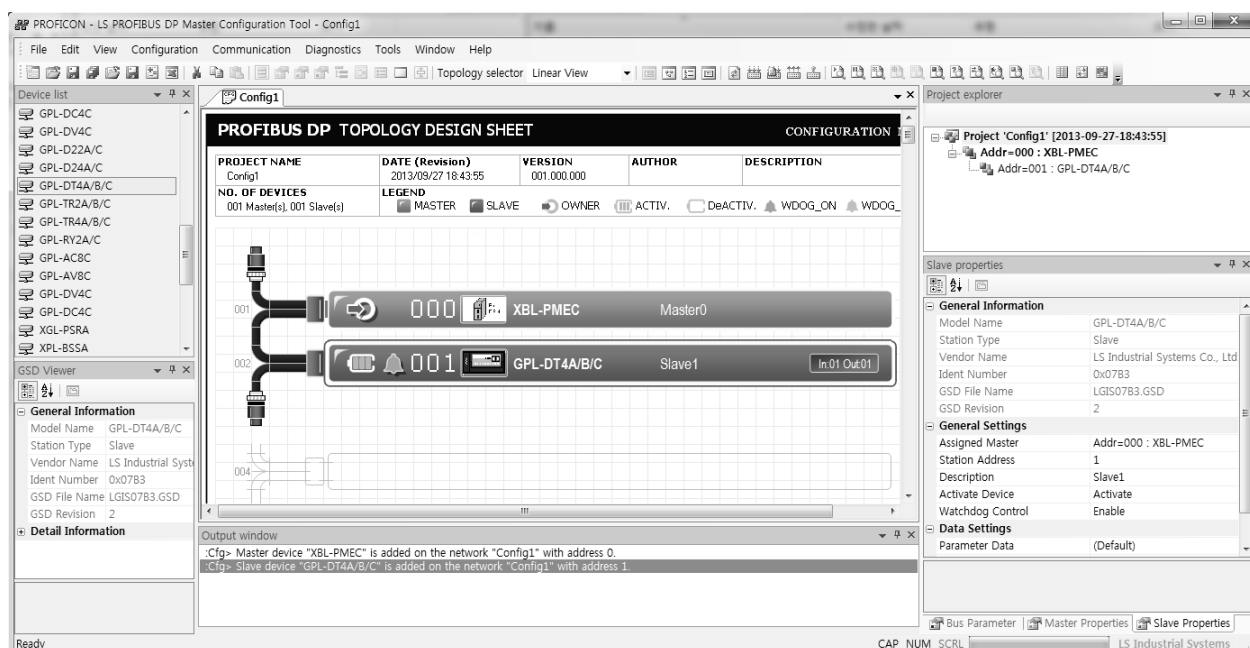 PROFICON - LS PROFIBUS DP Master Configuration Tool - Config1
File Edit View Configuration Communication Diagnostics Tools Window Help
Topology selector Linear View
Device list
GPL-DC4C
GPL-DV4C
GPL-D22A/C
GPL-D24A/C
GPL-DT4A/B/C
GPL-TR2A/B/C
GPL-TR4A/B/C
GPL-RY2A/C
GPL-AC8C
GPL-AV8C
GPL-DV4C
GPL-DC4C
XGL-PSRA
XPL-BSSA
GSD Viewer
General Information
Model Name GPL-DT4A/B/C
Station Type Slave
Vendor Name LS Industrial Syst
Ident Number 0x07B3
GSD File Name LGIS07B3.GSD
GSD Revision 2
Detail Information
Config1
PROFIBUS DP TOPOLOGY DESIGN SHEET CONFIGURATION
PROJECT NAME DATE (Revision) VERSION AUTHOR DESCRIPTION
Config1 2013/09/27 18:43:55 001.000.000
NO. OF DEVICES LEGEND
001 Master(s), 001 Slave(s) MASTER SLAVE OWNER ACTIV. DeACTIV. WDOG_ON WDOG_
001 000 XBL-PMEC Master0
002 001 GPL-DT4A/B/C Slave1 In:01 Out:01
004
Output window
:Cfg> Master device "XBL-PMEC" is added on the network "Config1" with address 0.
:Cfg> Slave device "GPL-DT4A/B/C" is added on the network "Config1" with address 1.
Project explorer
Project 'Config1' [2013-09-27-18:43:55]
Addr=000 : XBL-PMEC
Addr=001 : GPL-DT4A/B/C
Slave properties
General Information
Model Name GPL-DT4A/B/C
Station Type Slave
Vendor Name LS Industrial Systems Co., Ltd
Ident Number 0x07B3
GSD File Name LGIS07B3.GSD
GSD Revision 2
General Settings
Assigned Master Addr=000 : XBL-PMEC
Station Address 1
Description Slave1
Activate Device Activate
Watchdog Control Enable
Data Settings
Parameter Data (Default)
Bus Parameter Master Properties Slave Properties
Ready CAP NUM SCRL LS Industrial Systems